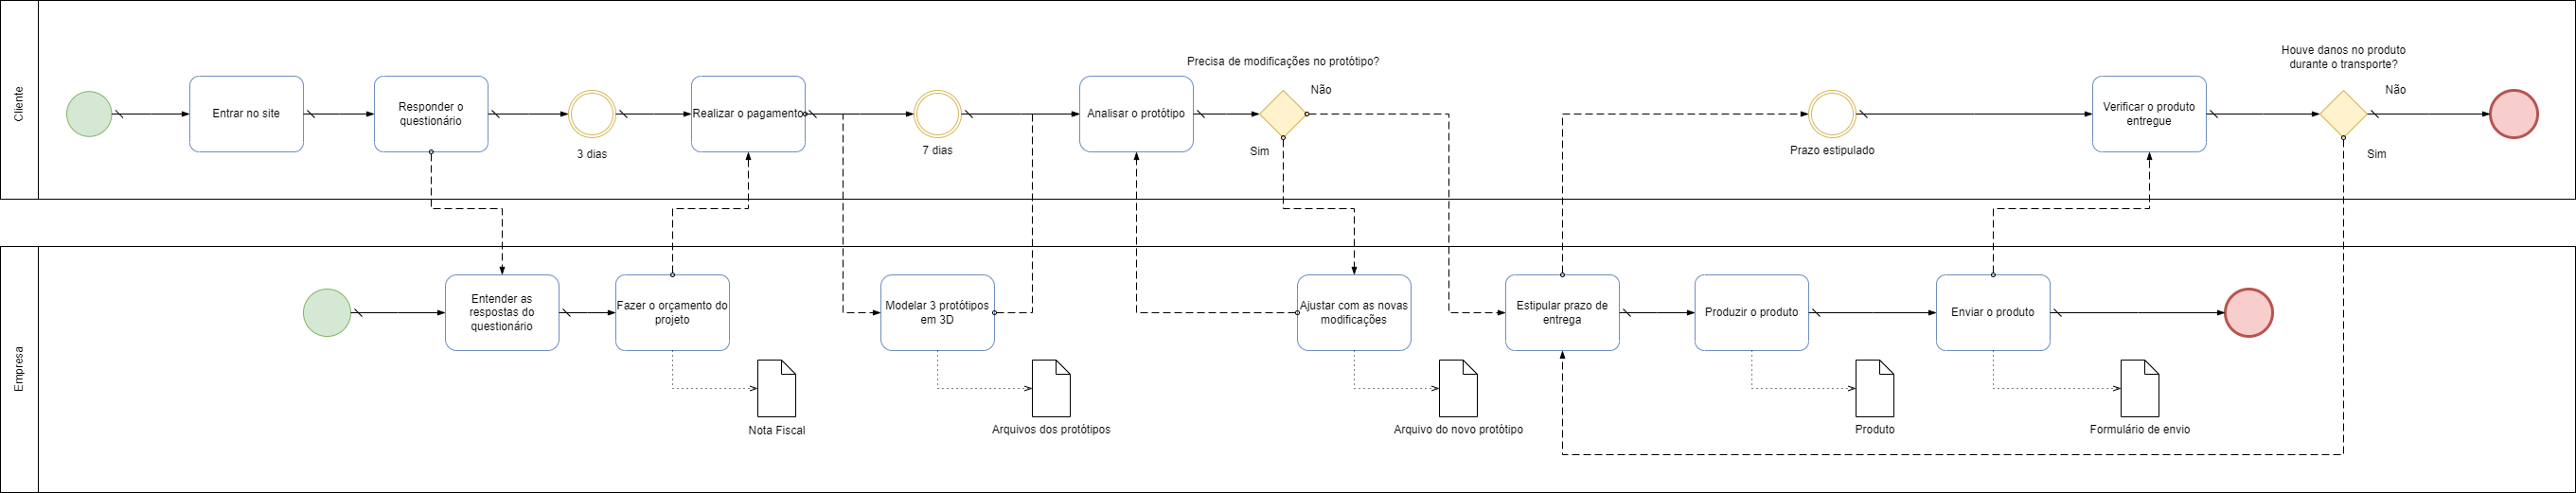 Cliente
Entrar no site
Responder o
questionário
3 dias
Realizar o pagamento
7 dias
Analisar o protótipo
Precisa de modificações no protótipo?
Não
Sim
Prazo estipulado
Verificar o produto
entregue
Houve danos no produto
durante o transporte?
Não
Sim
Empresa
Entender as
respostas do
questionário
Fazer o orçamento do
projeto
Nota Fiscal
Modelar 3 protótipos
em 3D
Arquivos dos protótipos
Ajustar com as novas
modificações
Arquivo do novo protótipo
Estipular prazo de
entrega
Produzir o produto
Produto
Enviar o produto
Formulário de envio